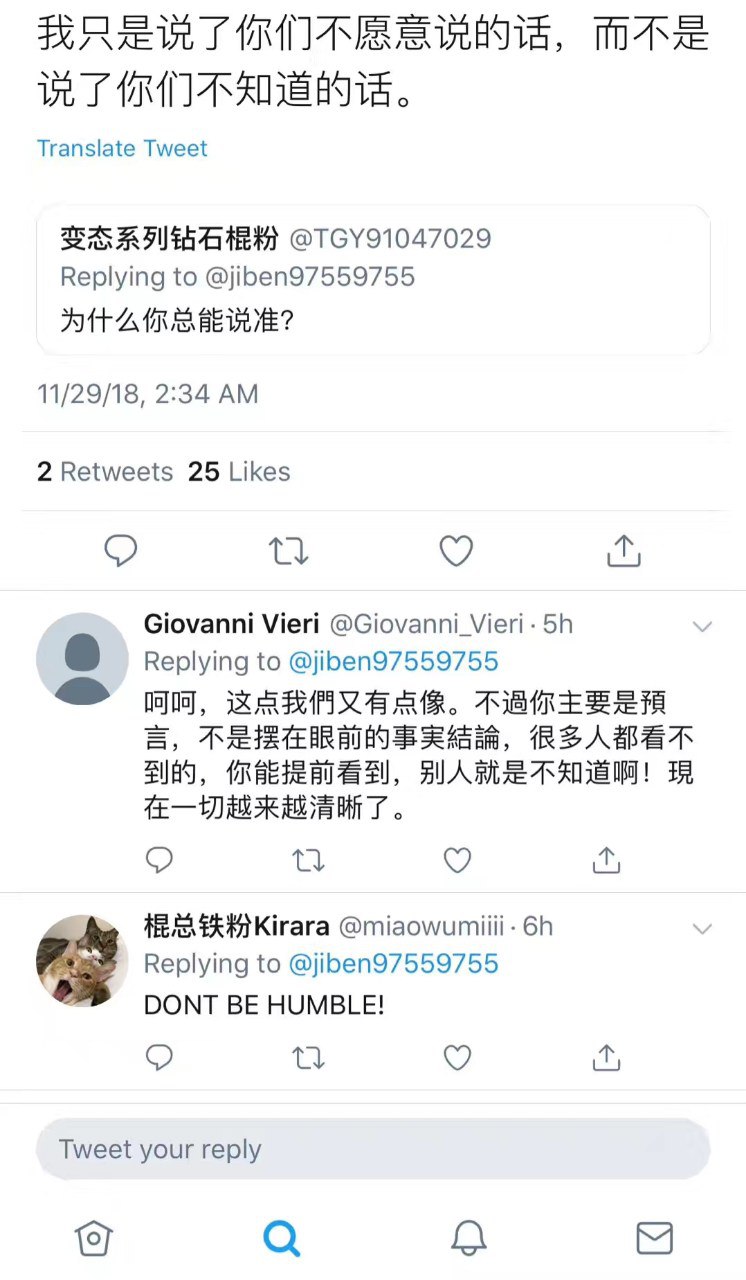 我只是说了你们不愿意说的话，而不是
说了你们不知道的话。
Translate Tweet
变态系列钻石棍粉 @TGY91047029
Replying to @jiben97559755
为什么你总能说准?
11/29/18, 2:34 AM
2 Retweets 25 Likes
Giovanni Vieri @Giovanni_Vieri · 5h
Replying to @jiben97559755
呵呵，这点我們又有点像。不過你主要是預
言，不是摆在眼前的事実結論，很多人都看不
到的，你能提前看到，别人就是不知道啊！現
在一切越来越清晰了。
棍总铁粉Kirara @miaowumiiii · 6h
Replying to @jiben97559755
DONT BE HUMBLE!
Tweet your reply